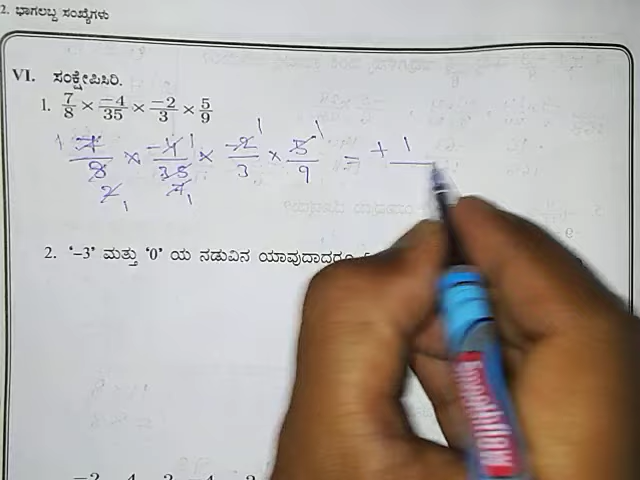 2. ಭಾಗಲಬ್ಧ ಸಂಖ್ಯೆಗಳು
VI. ಸಂಕ್ಷೇಪಿಸಿರಿ.
1. 7/8 × -4/35 × -2/3 × 5/9
7/8 × -4/35 × -2/3 × 5/9 = + 1
2. '-3' ಮತ್ತು '0' ಯ ನಡುವಿನ ಯಾವುದಾದರೂ